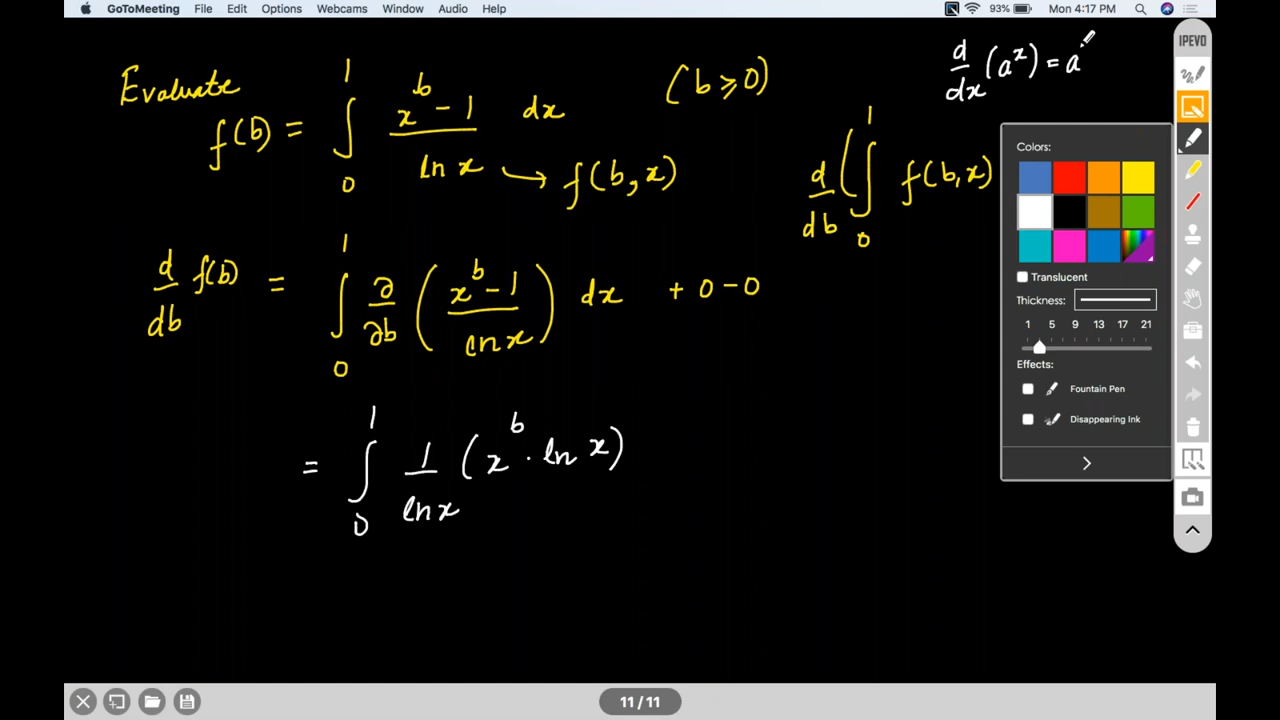 GoToMeeting File Edit Options Webcams Window Audio Help 93% Mon 4:17 PM
Evaluate
f(b) = ∫₀¹ (x^b - 1)/(ln x) dx (b ≥ 0)
→ f(b, x)
d/dx (a^x) = a
d/db (∫₀¹ f(b, x)
d/db f(b) = ∫₀¹ ∂/∂b ((x^b - 1)/(ln x)) dx + 0 - 0
= ∫₀¹ 1/(ln x) (x^b · ln x)
IPEVO
Colors:
Translucent
Thickness:
1 5 9 13 17 21
Effects:
Fountain Pen
Disappearing Ink
11 / 11